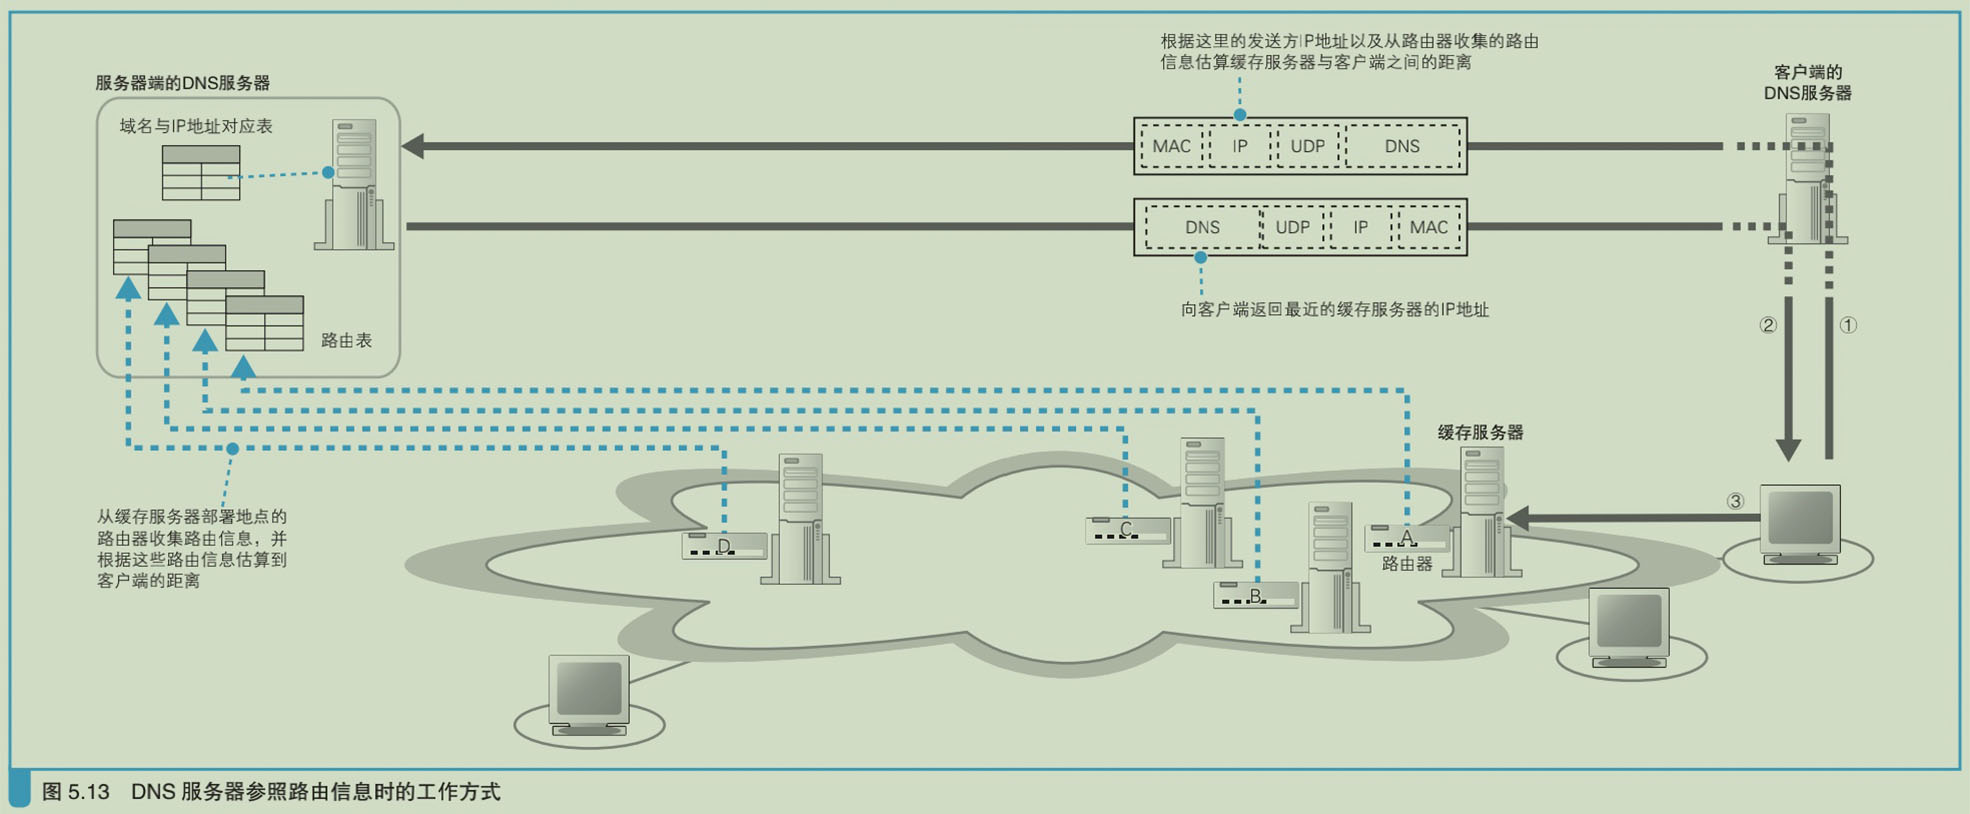 根据这里的发送方IP地址以及从路由器收集的路由
信息估算缓存服务器与客户端之间的距离
客户端的
DNS服务器
服务器端的DNS服务器
域名与IP地址对应表
MAC IP UDP DNS
DNS UDP IP MAC
向客户端返回最近的缓存服务器的IP地址
路由表
② ①
缓存服务器
③
从缓存服务器部署地点的
路由器收集路由信息，并
根据这些路由信息估算到
客户端的距离
D
C
B
A
路由器
图 5.13 DNS 服务器参照路由信息时的工作方式